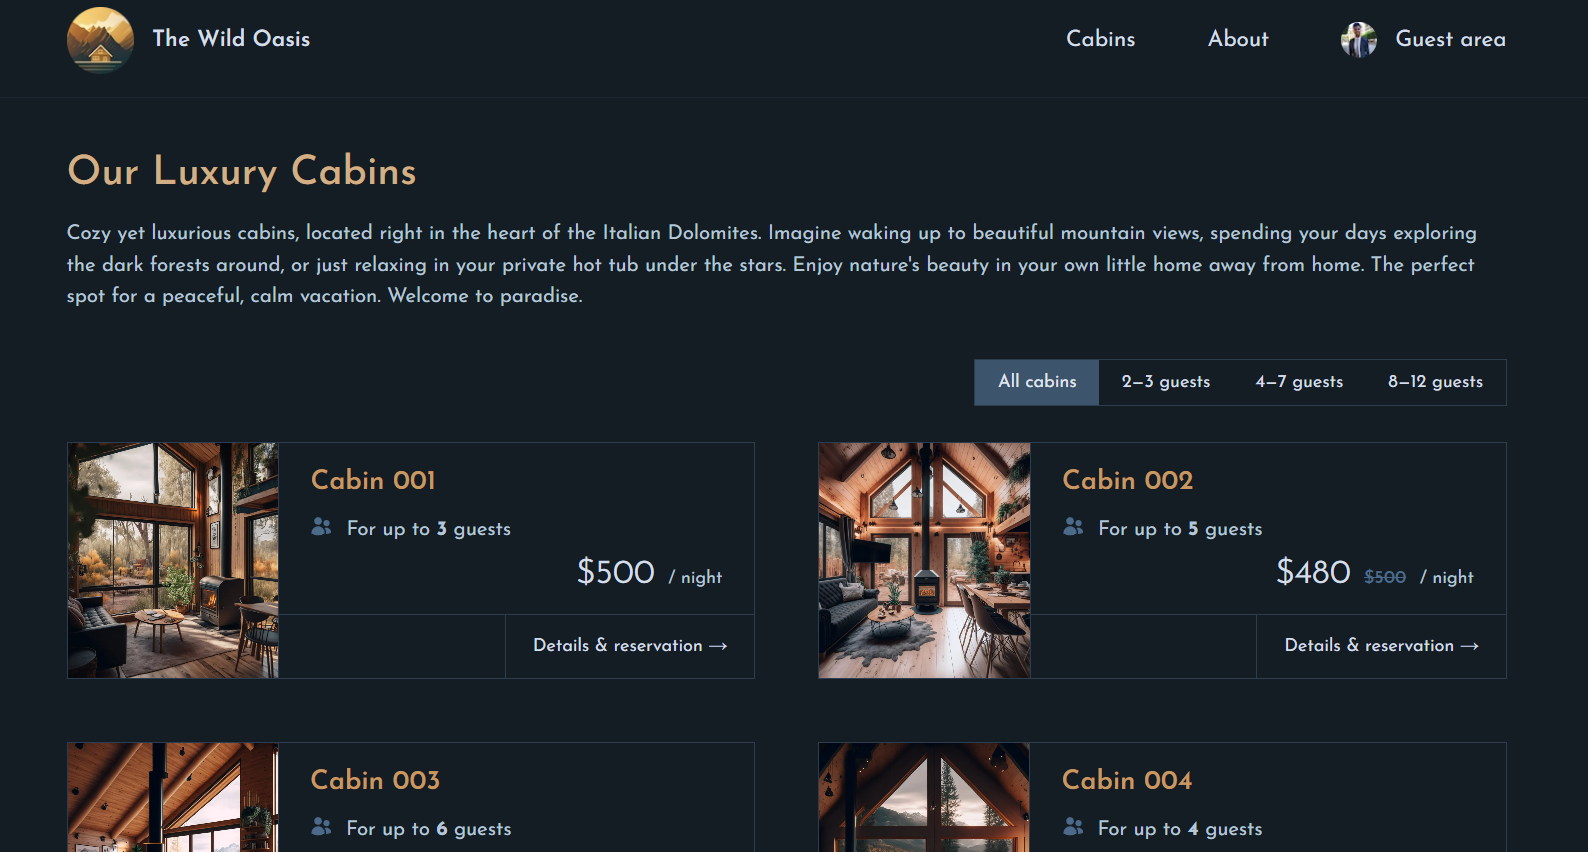 The Wild Oasis
Cabins
About
Guest area
Our Luxury Cabins
Cozy yet luxurious cabins, located right in the heart of the Italian Dolomites. Imagine waking up to beautiful mountain views, spending your days exploring
the dark forests around, or just relaxing in your private hot tub under the stars. Enjoy nature's beauty in your own little home away from home. The perfect
spot for a peaceful, calm vacation. Welcome to paradise.
All cabins
2—3 guests
4—7 guests
8—12 guests
Cabin 001
For up to 3 guests
$500 / night
Details & reservation →
Cabin 002
For up to 5 guests
$480 $500 / night
Details & reservation →
Cabin 003
For up to 6 guests
Cabin 004
For up to 4 guests